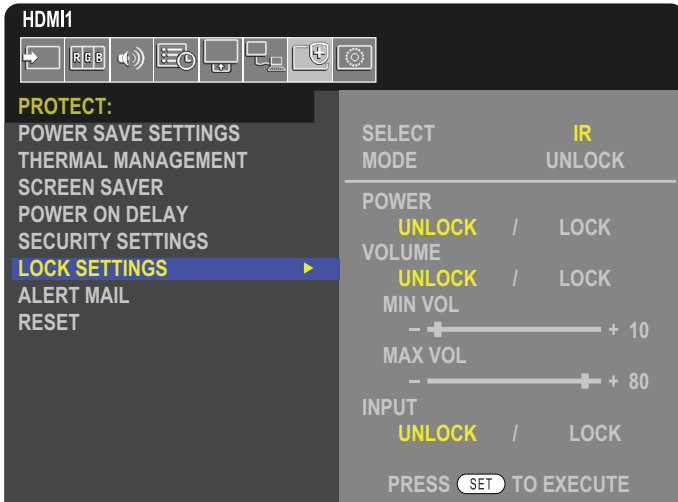 HDMI1
RGB
PROTECT:
POWER SAVE SETTINGS
THERMAL MANAGEMENT
SCREEN SAVER
POWER ON DELAY
SECURITY SETTINGS
LOCK SETTINGS
ALERT MAIL
RESET
SELECT IR
MODE UNLOCK
POWER
UNLOCK / LOCK
VOLUME
UNLOCK / LOCK
MIN VOL
– + 10
MAX VOL
– + 80
INPUT
UNLOCK / LOCK
PRESS SET TO EXECUTE